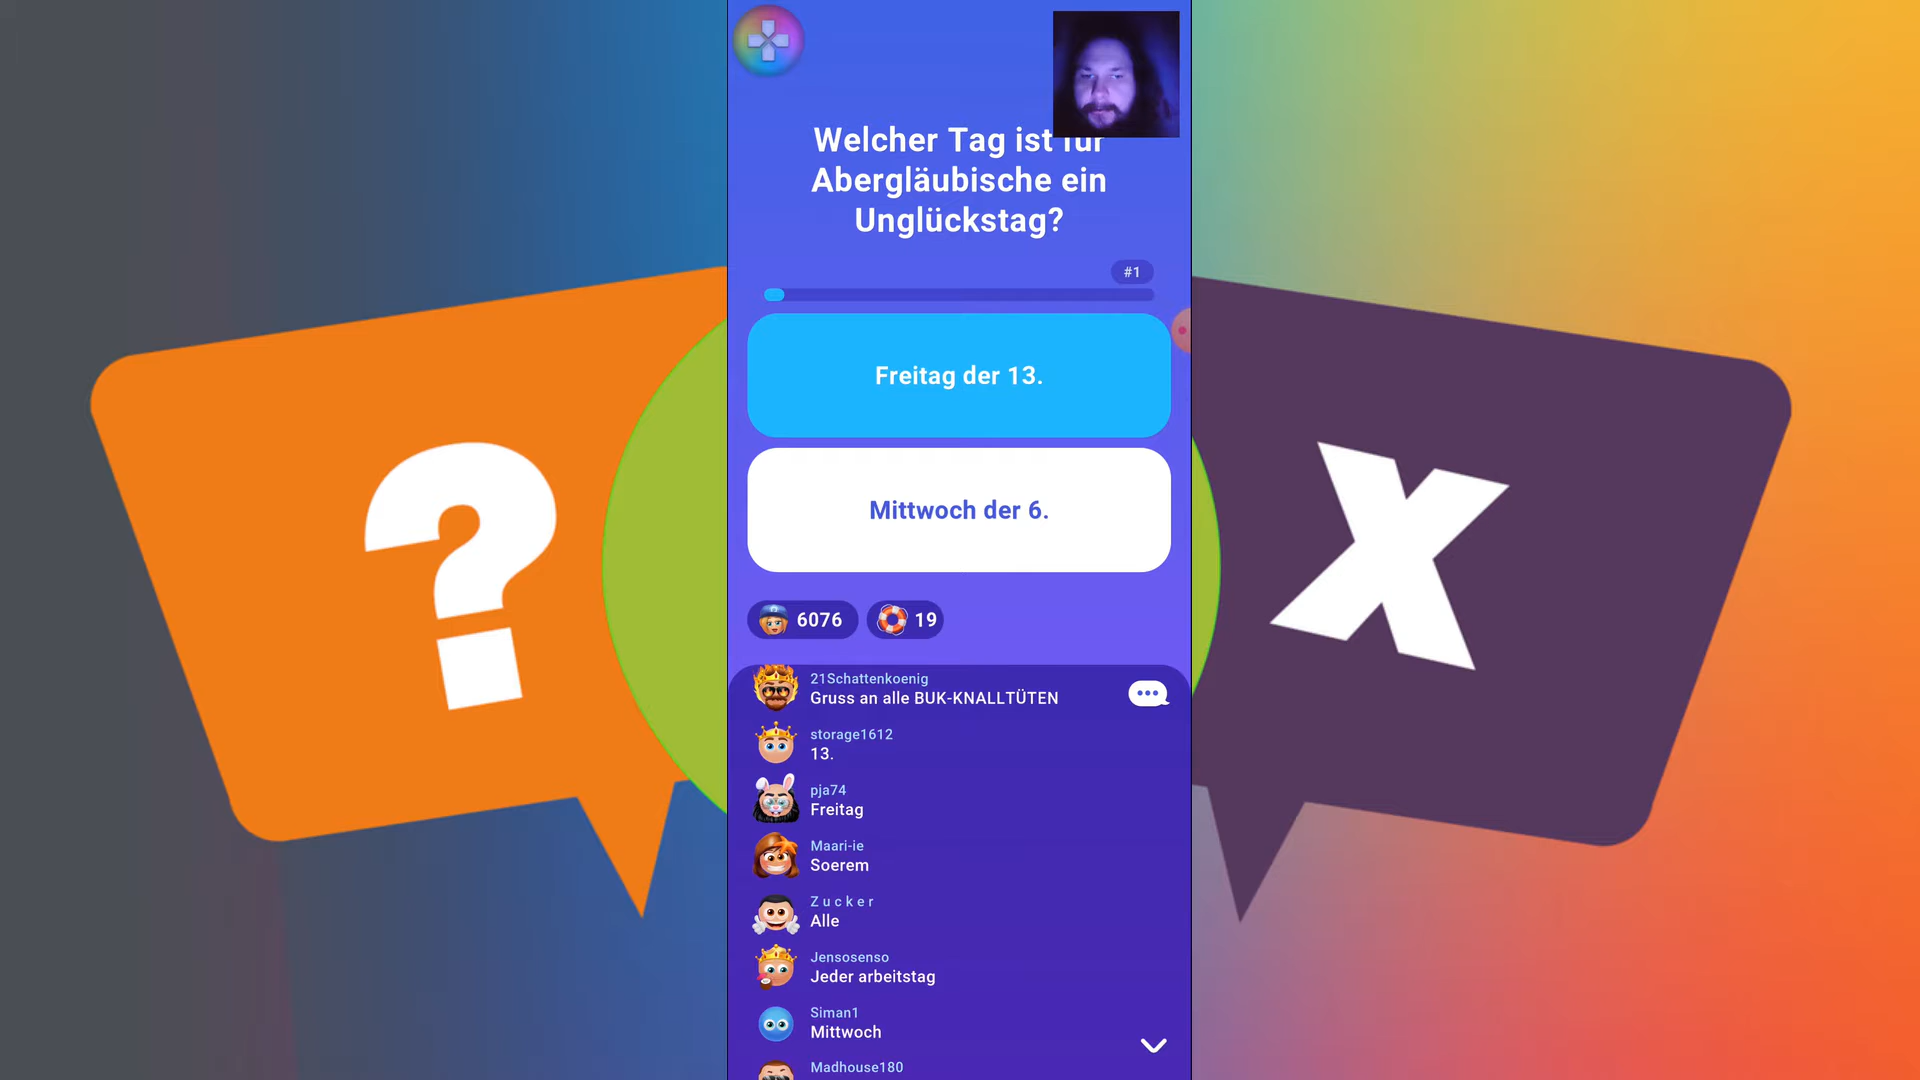 Welcher Tag ist für
Abergläubische ein
Unglückstag?
#1
Freitag der 13.
Mittwoch der 6.
6076
19
21Schattenkoenig
Gruss an alle BUK-KNALLTÜTEN
storage1612
13.
pja74
Freitag
Maari-ie
Soerem
Z u c k e r
Alle
Jensosenso
Jeder arbeitstag
Siman1
Mittwoch
Madhouse180
?
X